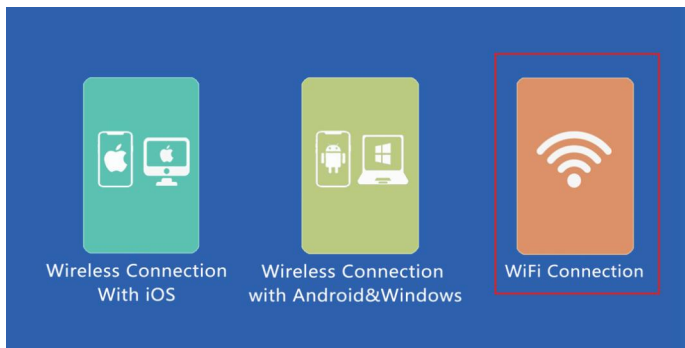 Wireless Connection
With iOS
Wireless Connection
with Android&Windows
WiFi Connection